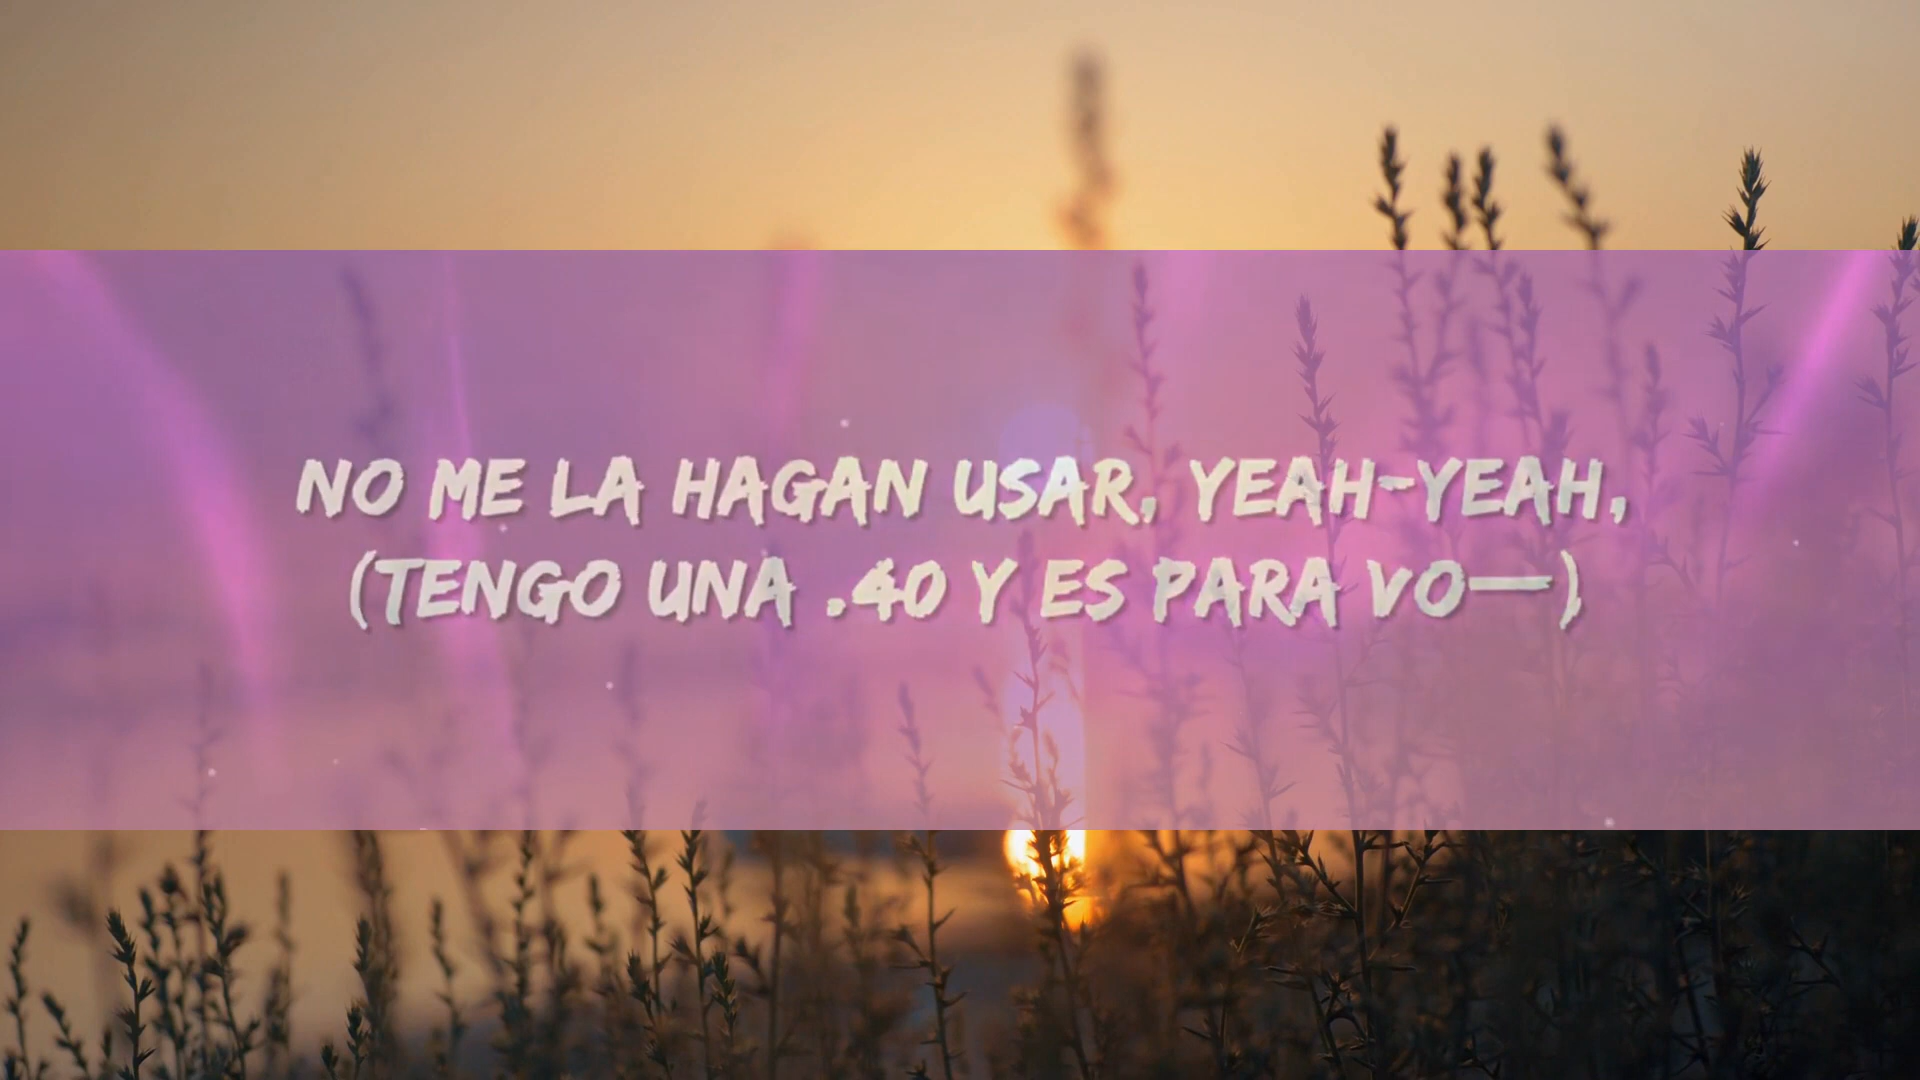 NO ME LA HAGAN USAR, YEAH-YEAH,
(TENGO UNA .40 Y ES PARA VO—)